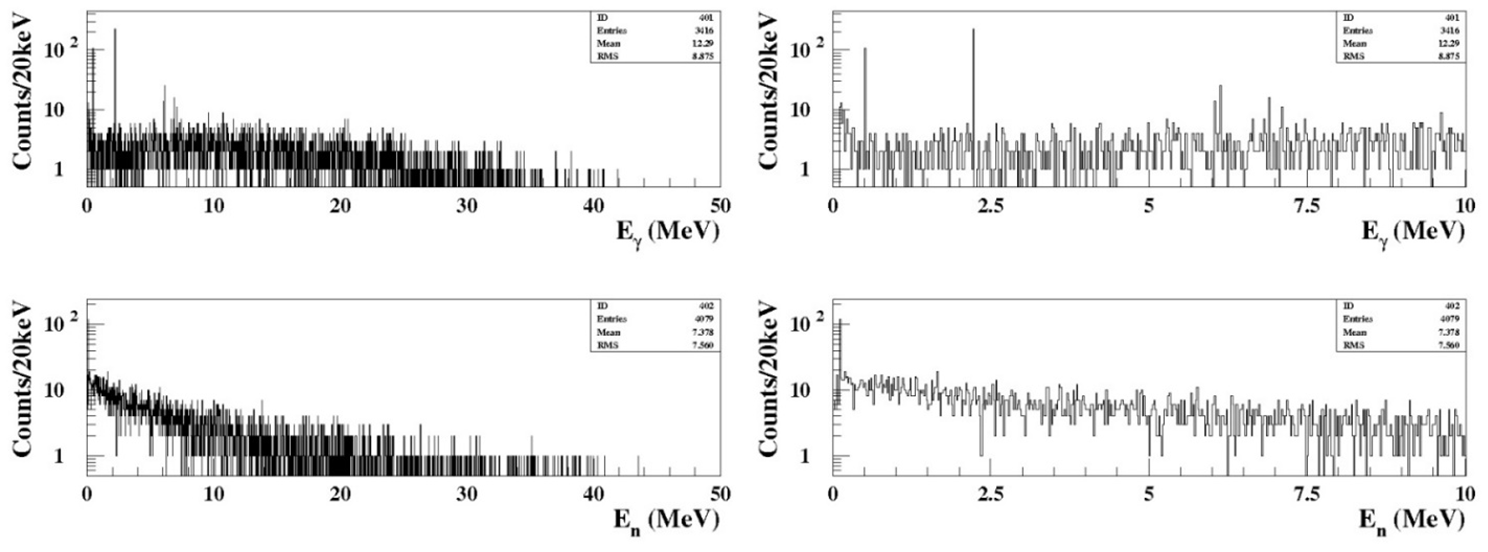 Counts/20keV
10 2
10
1
ID 401
Entries 3416
Mean 12.29
RMS 8.875
0 10 20 30 40 50
Eγ (MeV)
Counts/20keV
10 2
10
1
ID 401
Entries 3416
Mean 12.29
RMS 8.875
0 2.5 5 7.5 10
Eγ (MeV)
Counts/20keV
10 2
10
1
ID 402
Entries 4079
Mean 7.378
RMS 7.560
0 10 20 30 40 50
En (MeV)
Counts/20keV
10 2
10
1
ID 402
Entries 4079
Mean 7.378
RMS 7.560
0 2.5 5 7.5 10
En (MeV)